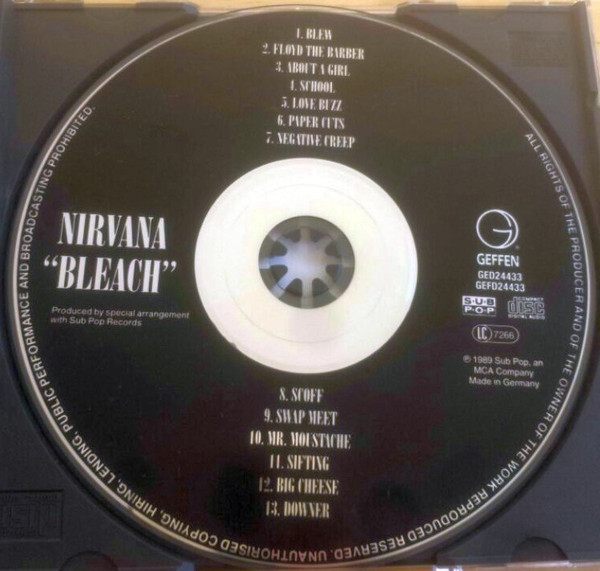 1. BLEW
2. FLOYD THE BARBER
3. ABOUT A GIRL
4. SCHOOL
5. LOVE BUZZ
6. PAPER CUTS
7. NEGATIVE CREEP
NIRVANA
"BLEACH"
Produced by special arrangement
with Sub Pop Records
G
GEFFEN
GED24433
GEFD24433
SUB
POP
COMPACT
disc
DIGITAL AUDIO
LC 7266
℗ 1989 Sub Pop, an
MCA Company
Made in Germany
8. SCOFF
9. SWAP MEET
10. MR. MOUSTACHE
11. SIFTING
12. BIG CHEESE
13. DOWNER
ALL RIGHTS OF THE PRODUCER AND OF THE OWNER OF THE WORK REPRODUCED RESERVED. UNAUTHORISED COPYING, HIRING, LENDING, PUBLIC PERFORMANCE AND BROADCASTING PROHIBITED.